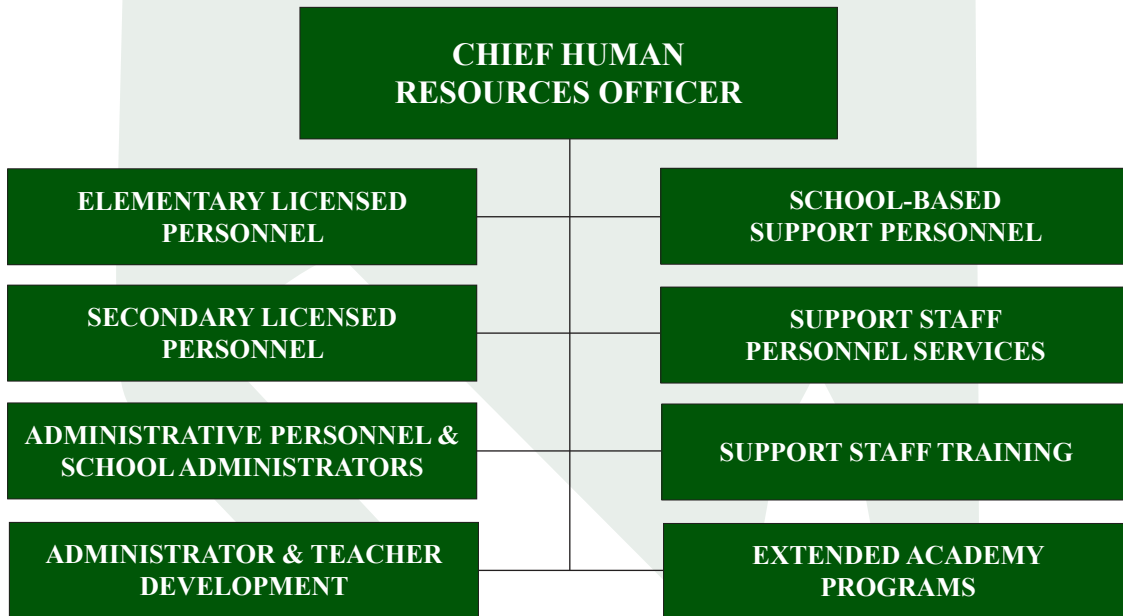 CHIEF HUMAN
RESOURCES OFFICER
ELEMENTARY LICENSED
PERSONNEL
SCHOOL-BASED
SUPPORT PERSONNEL
SECONDARY LICENSED
PERSONNEL
SUPPORT STAFF
PERSONNEL SERVICES
ADMINISTRATIVE PERSONNEL &
SCHOOL ADMINISTRATORS
SUPPORT STAFF TRAINING
ADMINISTRATOR & TEACHER
DEVELOPMENT
EXTENDED ACADEMY
PROGRAMS